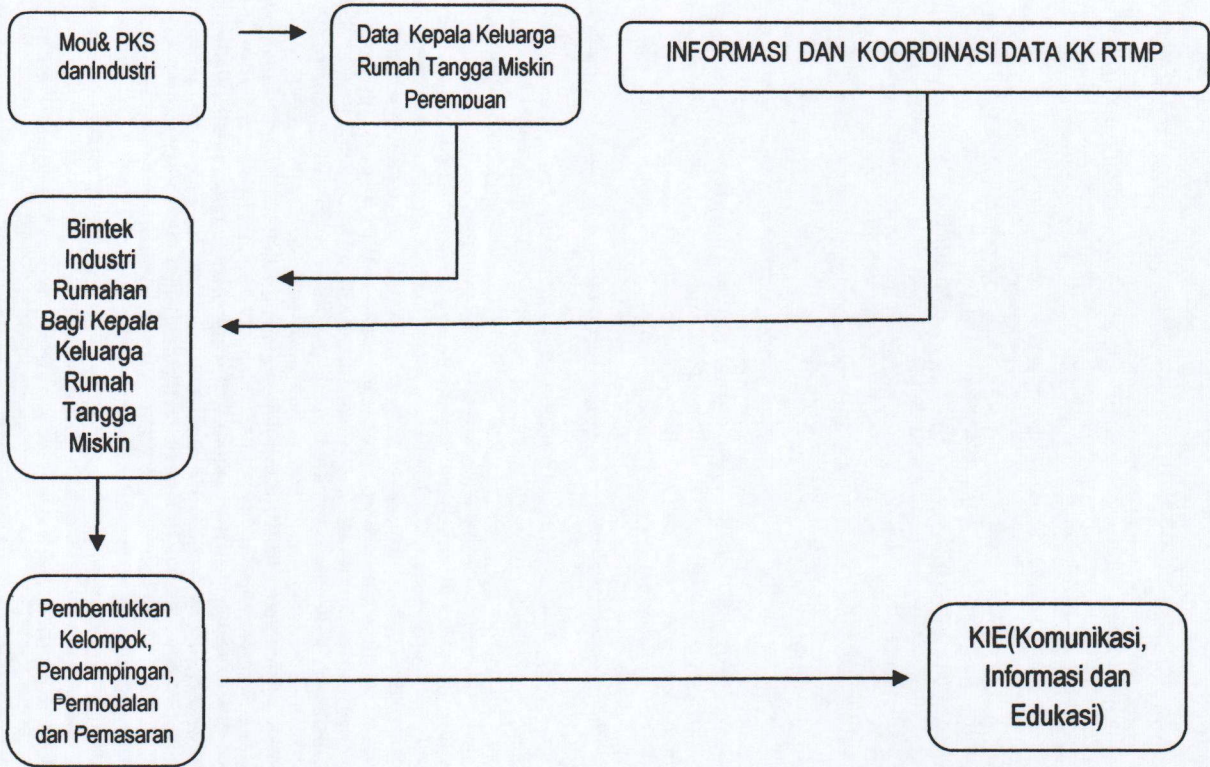 Mou& PKS
danIndustri
Data Kepala Keluarga
Rumah Tangga Miskin
Perempuan
INFORMASI DAN KOORDINASI DATA KK RTMP
Bimtek
Industri
Rumahan
Bagi Kepala
Keluarga
Rumah
Tangga
Miskin
Pembentukkan
Kelompok,
Pendampingan,
Permodalan
dan Pemasaran
KIE(Komunikasi,
Informasi dan
Edukasi)